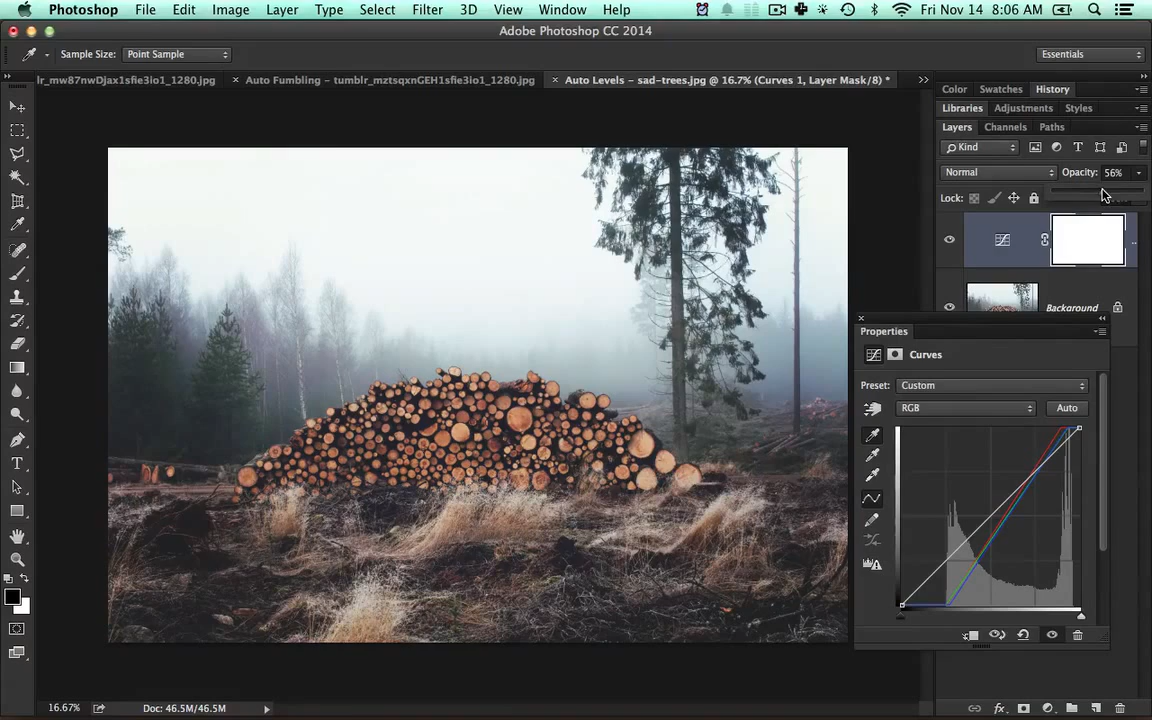 Photoshop File Edit Image Layer Type Select Filter 3D View Window Help Fri Nov 14 8:06 AM
Adobe Photoshop CC 2014
Sample Size: Point Sample Essentials
lr_mw87nwDjax1sfie3io1_1280.jpg × Auto Fumbling – tumblr_mztsqxnGEH1sfie3io1_1280.jpg × Auto Levels – sad-trees.jpg @ 16.7% (Curves 1, Layer Mask/8) *
Color Swatches History
Libraries Adjustments Styles
Layers Channels Paths
Kind
Normal Opacity: 56%
Lock:
Background
Properties
Curves
Preset: Custom
RGB Auto
16.67% Doc: 46.5M/46.5M